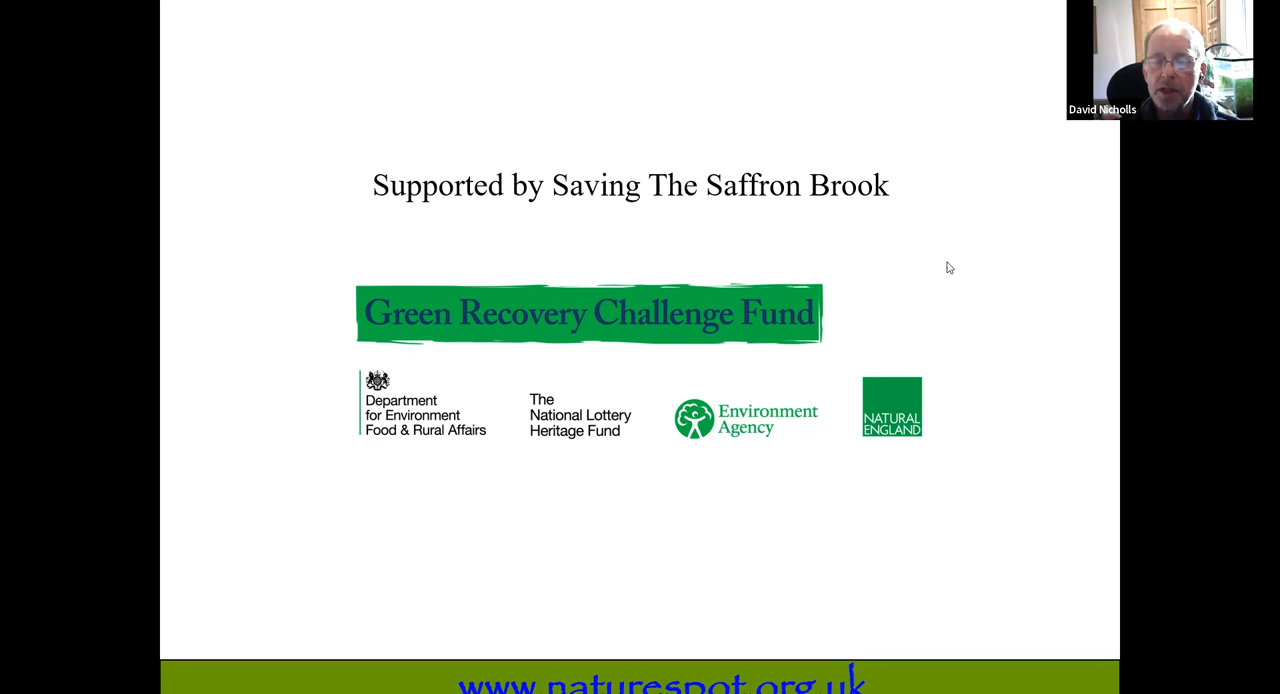 David Nicholls
Supported by Saving The Saffron Brook
Green Recovery Challenge Fund
Department
for Environment
Food & Rural Affairs
The
National Lottery
Heritage Fund
Environment
Agency
NATURAL
ENGLAND
www.naturespot.org.uk